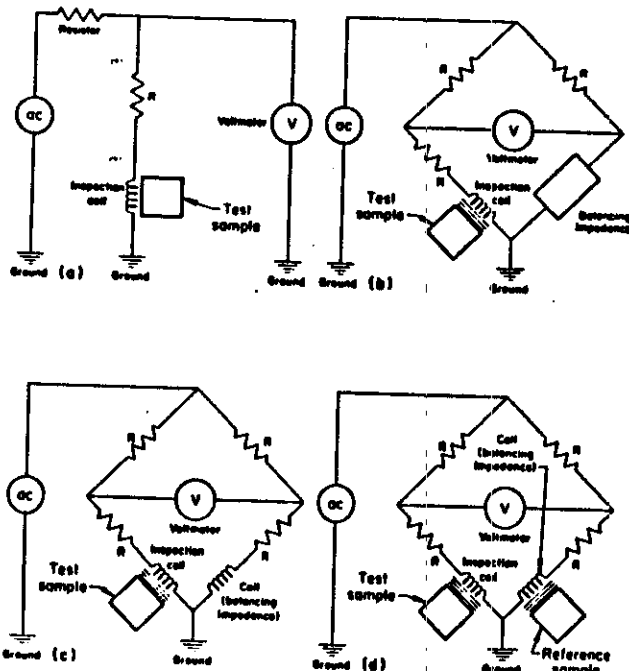 Resistor
R
ac
Voltmeter
V
Inspection
coil
Test
sample
Ground
(a)
Ground
Ground
R
R
ac
V
Voltmeter
R
Inspection
coil
Test
sample
Balancing
impedance
Ground
(b)
Ground
R
R
ac
V
Voltmeter
R
R
Inspection
coil
Test
sample
Coil
(balancing
impedance)
Ground
(c)
Ground
R
R
Coil
(balancing
impedance)
ac
V
Voltmeter
R
R
Inspection
coil
Test
sample
Ground
(d)
Ground
Reference
sample